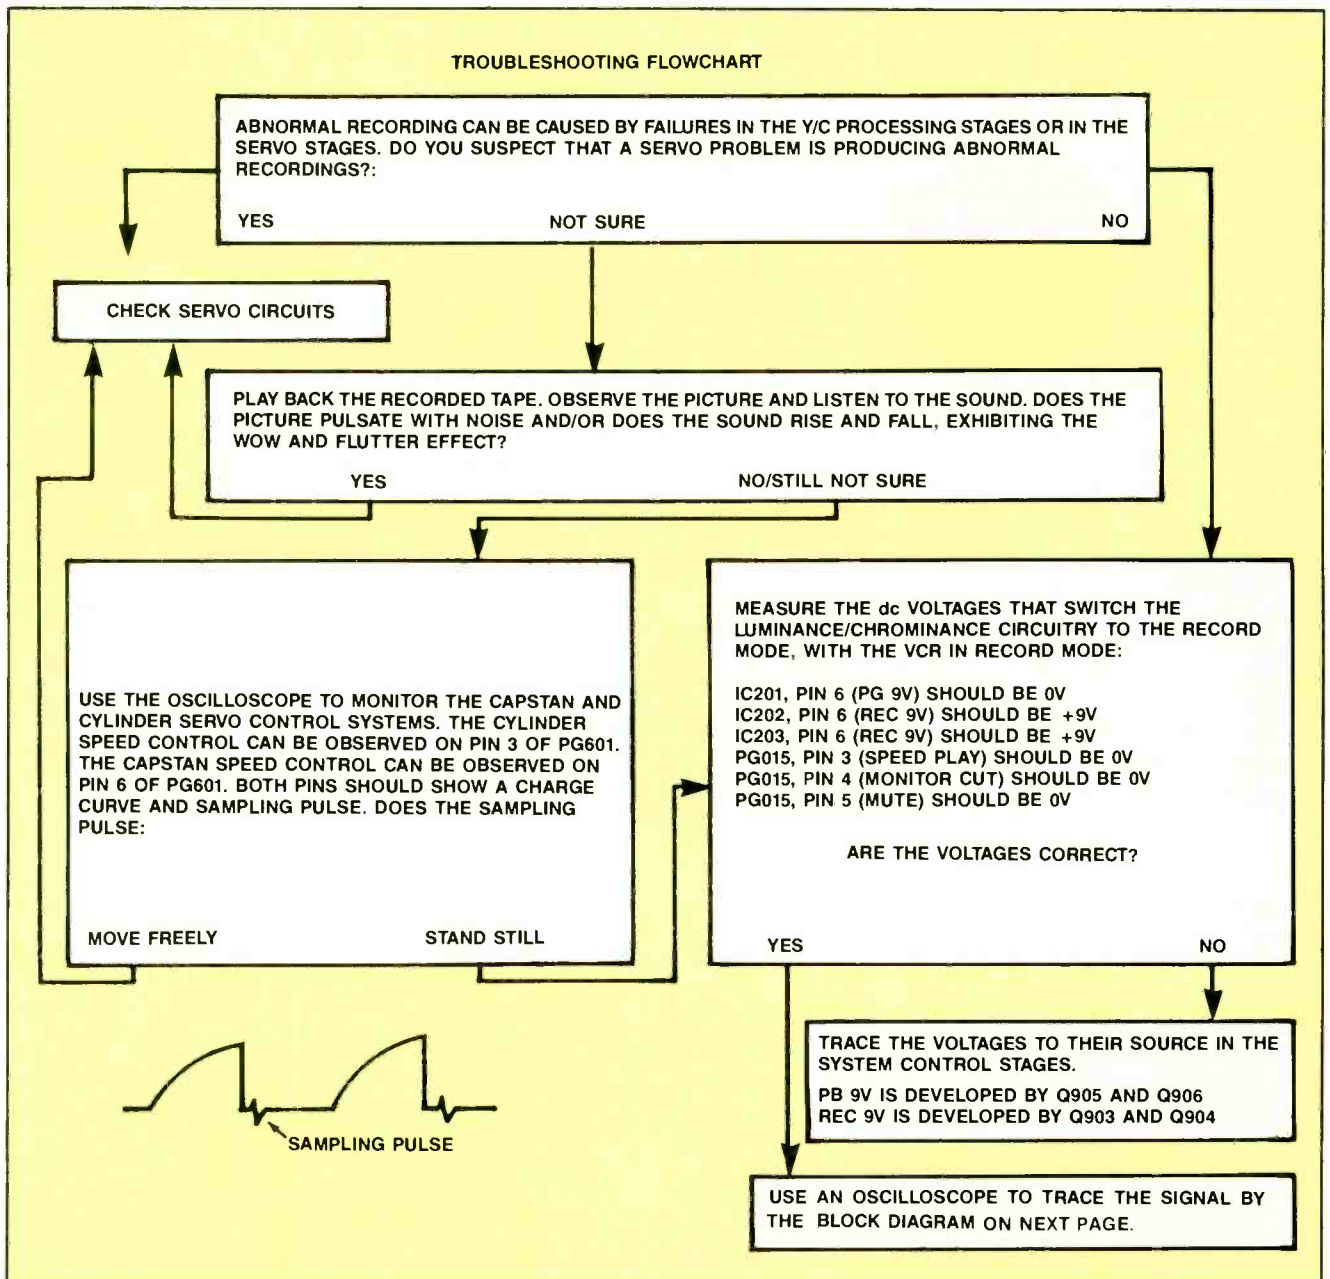 TROUBLESHOOTING FLOWCHART
ABNORMAL RECORDING CAN BE CAUSED BY FAILURES IN THE Y/C PROCESSING STAGES OR IN THE
SERVO STAGES. DO YOU SUSPECT THAT A SERVO PROBLEM IS PRODUCING ABNORMAL
RECORDINGS?:
YES NOT SURE NO
CHECK SERVO CIRCUITS
PLAY BACK THE RECORDED TAPE. OBSERVE THE PICTURE AND LISTEN TO THE SOUND. DOES THE
PICTURE PULSATE WITH NOISE AND/OR DOES THE SOUND RISE AND FALL, EXHIBITING THE
WOW AND FLUTTER EFFECT?
YES NO/STILL NOT SURE
USE THE OSCILLOSCOPE TO MONITOR THE CAPSTAN AND
CYLINDER SERVO CONTROL SYSTEMS. THE CYLINDER
SPEED CONTROL CAN BE OBSERVED ON PIN 3 OF PG601.
THE CAPSTAN SPEED CONTROL CAN BE OBSERVED ON
PIN 6 OF PG601. BOTH PINS SHOULD SHOW A CHARGE
CURVE AND SAMPLING PULSE. DOES THE SAMPLING
PULSE:
MOVE FREELY STAND STILL
MEASURE THE dc VOLTAGES THAT SWITCH THE
LUMINANCE/CHROMINANCE CIRCUITRY TO THE RECORD
MODE, WITH THE VCR IN RECORD MODE:
IC201, PIN 6 (PG 9V) SHOULD BE 0V
IC202, PIN 6 (REC 9V) SHOULD BE +9V
IC203, PIN 6 (REC 9V) SHOULD BE +9V
PG015, PIN 3 (SPEED PLAY) SHOULD BE 0V
PG015, PIN 4 (MONITOR CUT) SHOULD BE 0V
PG015, PIN 5 (MUTE) SHOULD BE 0V
ARE THE VOLTAGES CORRECT?
YES NO
TRACE THE VOLTAGES TO THEIR SOURCE IN THE
SYSTEM CONTROL STAGES.
PB 9V IS DEVELOPED BY Q905 AND Q906
REC 9V IS DEVELOPED BY Q903 AND Q904
SAMPLING PULSE
USE AN OSCILLOSCOPE TO TRACE THE SIGNAL BY
THE BLOCK DIAGRAM ON NEXT PAGE.